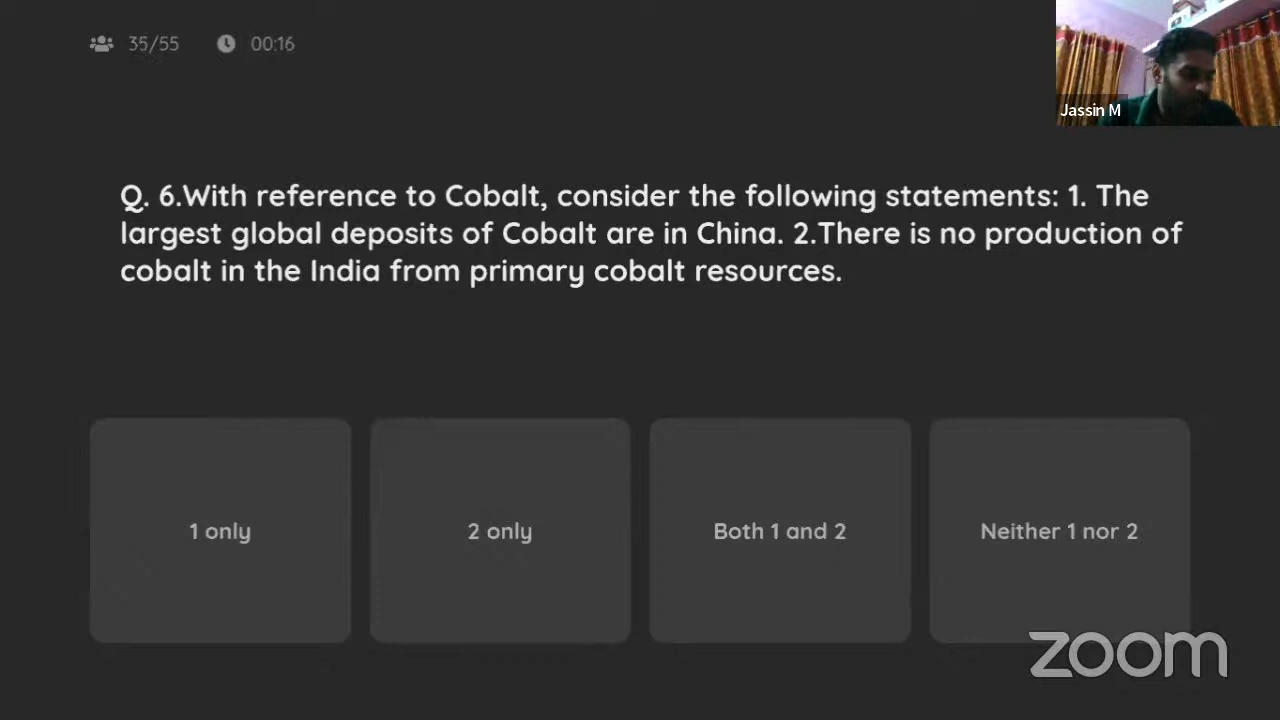 35/55 00:16
Jassin M
Q. 6.With reference to Cobalt, consider the following statements: 1. The
largest global deposits of Cobalt are in China. 2.There is no production of
cobalt in the India from primary cobalt resources.
1 only
2 only
Both 1 and 2
Neither 1 nor 2
zoom